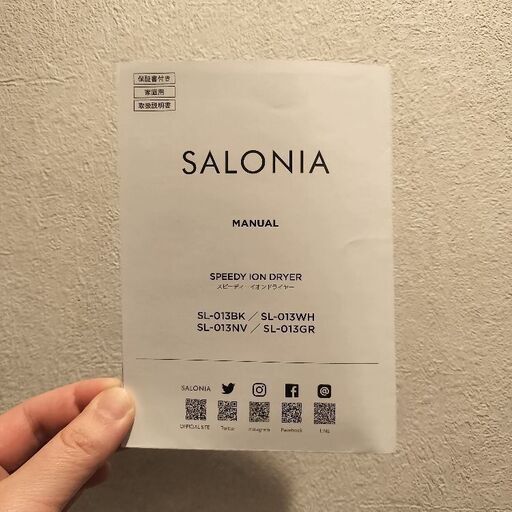 保証書付き
家庭用
取扱説明書
SALONIA
MANUAL
SPEEDY ION DRYER
スピーディー イオンドライヤー
SL-013BK / SL-013WH
SL-013NV / SL-013GR
SALONIA
OFFICIAL SITE Twitter Instagram Facebook LINE